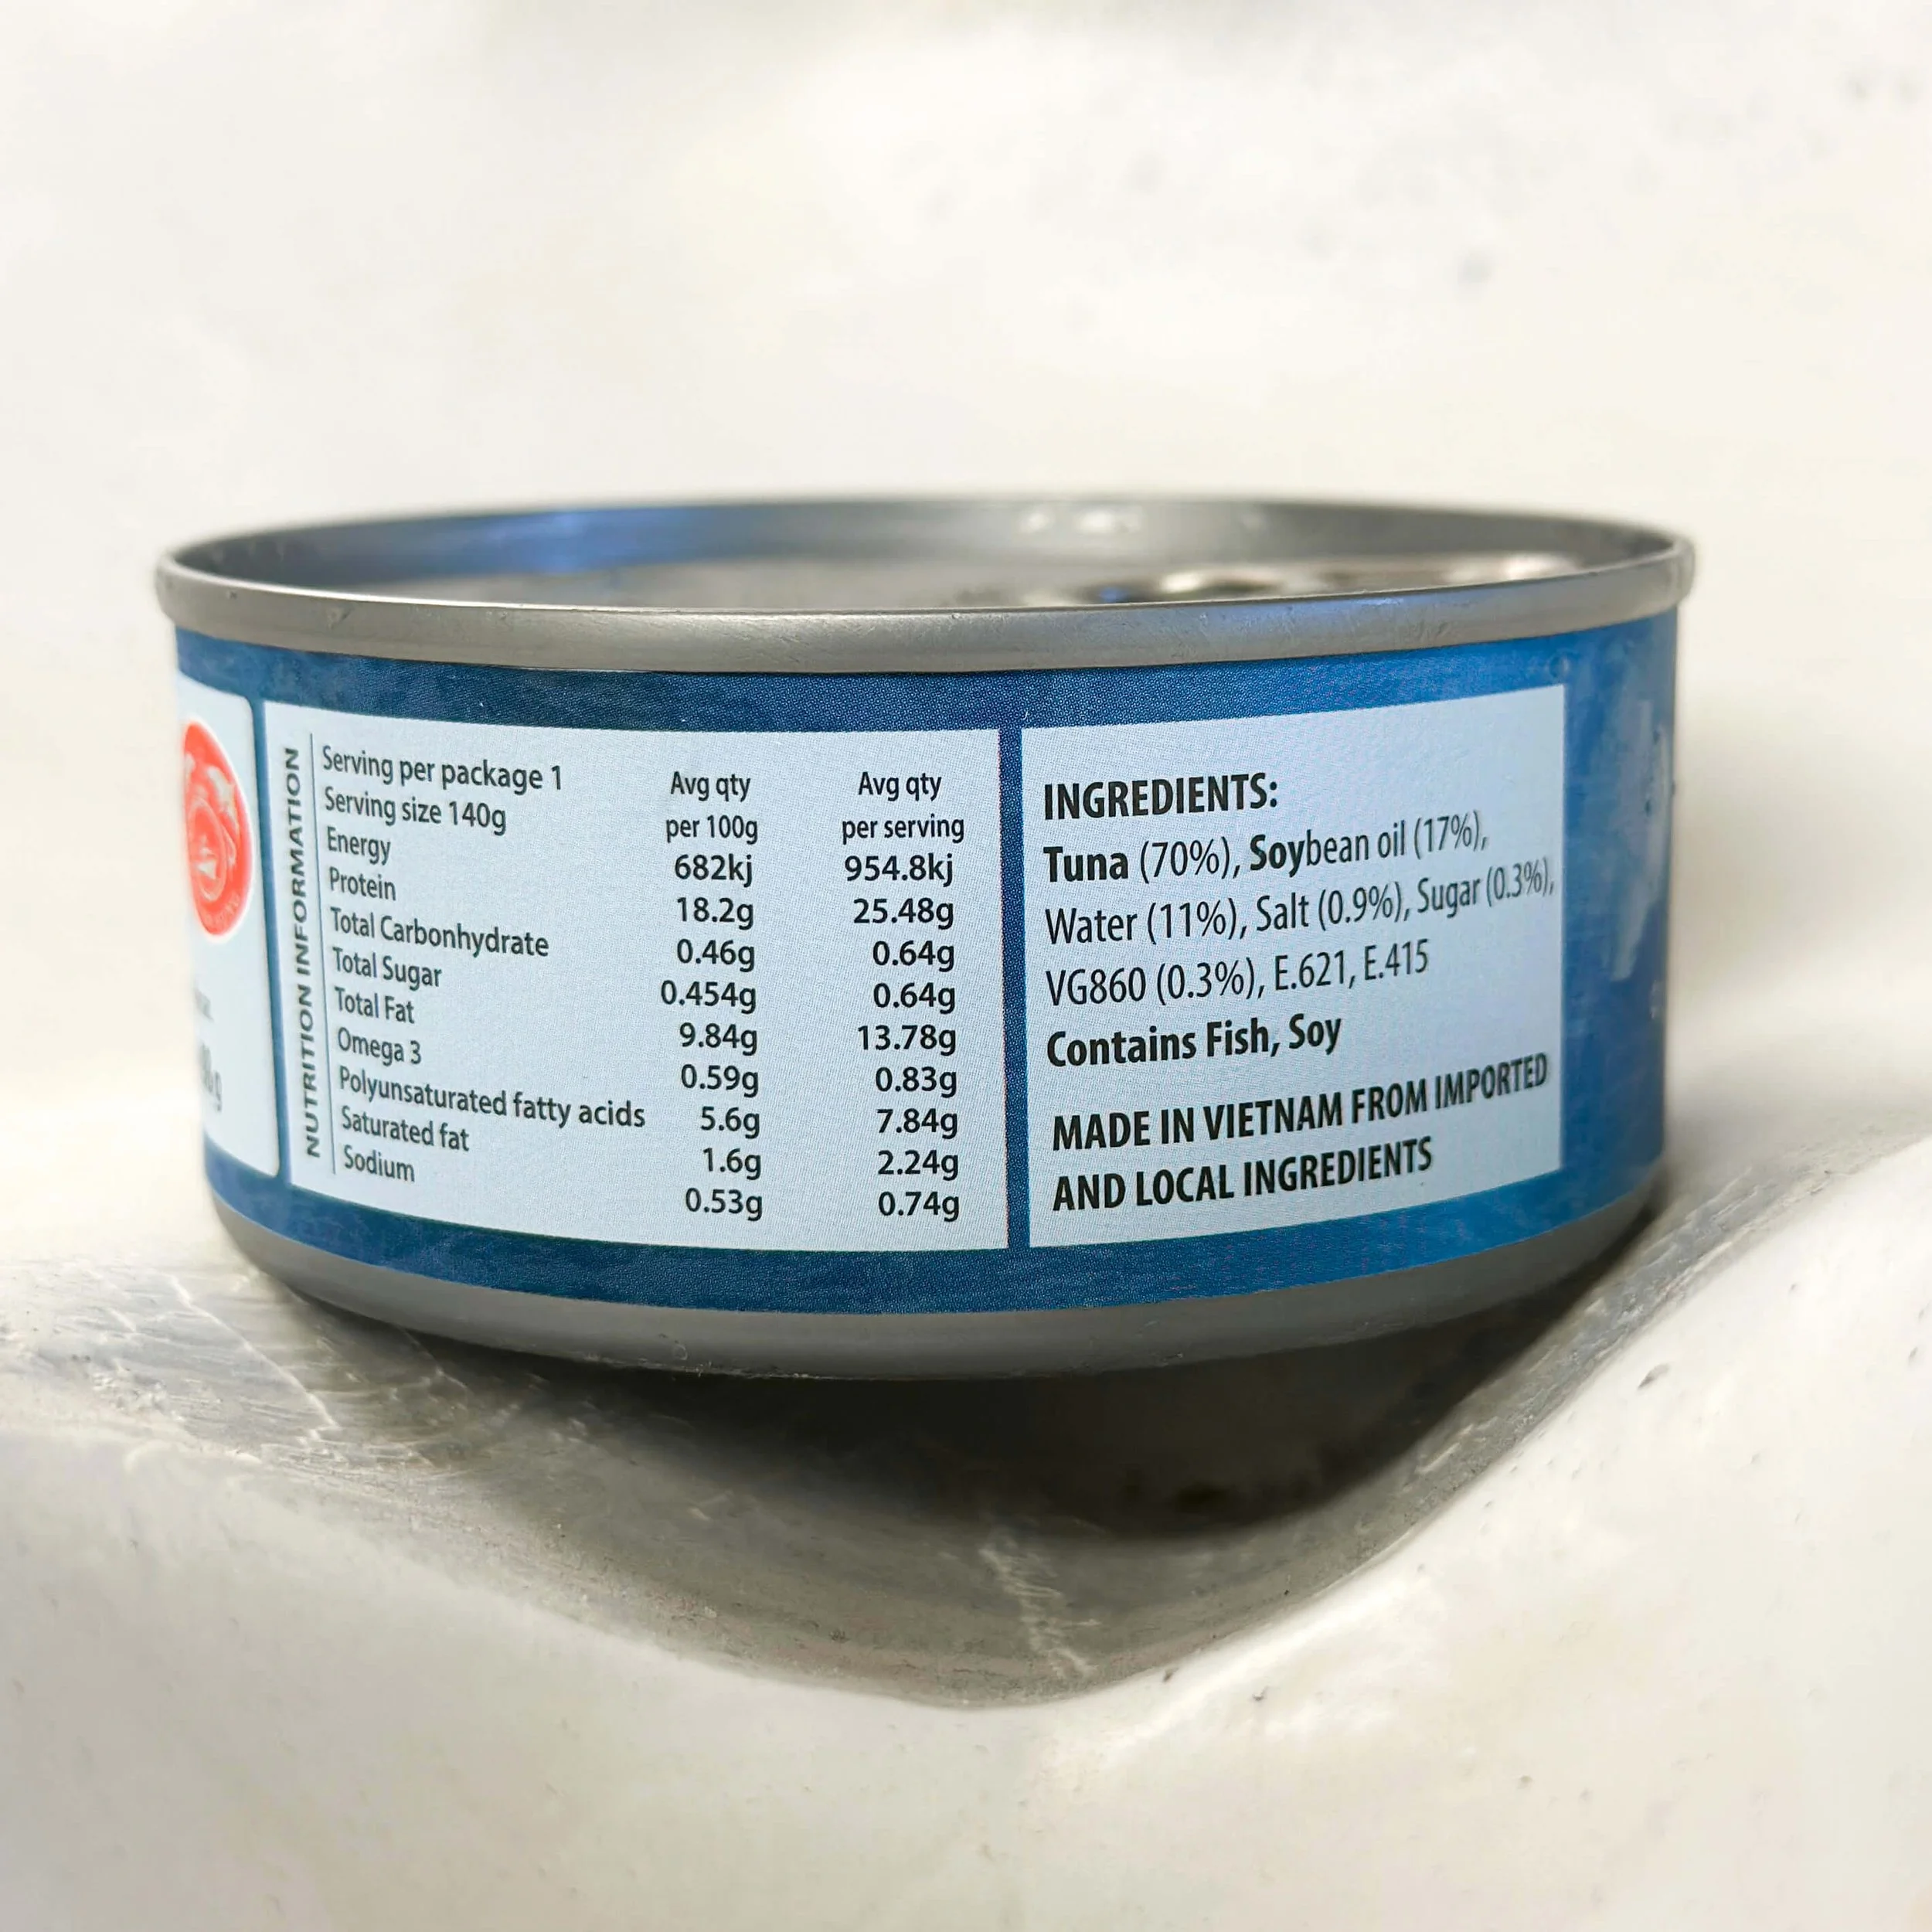 NUTRITION INFORMATION
Serving per package 1
Serving size 140g
Avg qty per 100g Avg qty per serving
Energy 682kj 954.8kj
Protein 18.2g 25.48g
Total Carbonhydrate 0.46g 0.64g
Total Sugar 0.454g 0.64g
Total Fat 9.84g 13.78g
Omega 3 0.59g 0.83g
Polyunsaturated fatty acids 5.6g 7.84g
Saturated fat 1.6g 2.24g
Sodium 0.53g 0.74g
INGREDIENTS:
Tuna (70%), Soybean oil (17%),
Water (11%), Salt (0.9%), Sugar (0.3%),
VG860 (0.3%), E.621, E.415
Contains Fish, Soy
MADE IN VIETNAM FROM IMPORTED
AND LOCAL INGREDIENTS